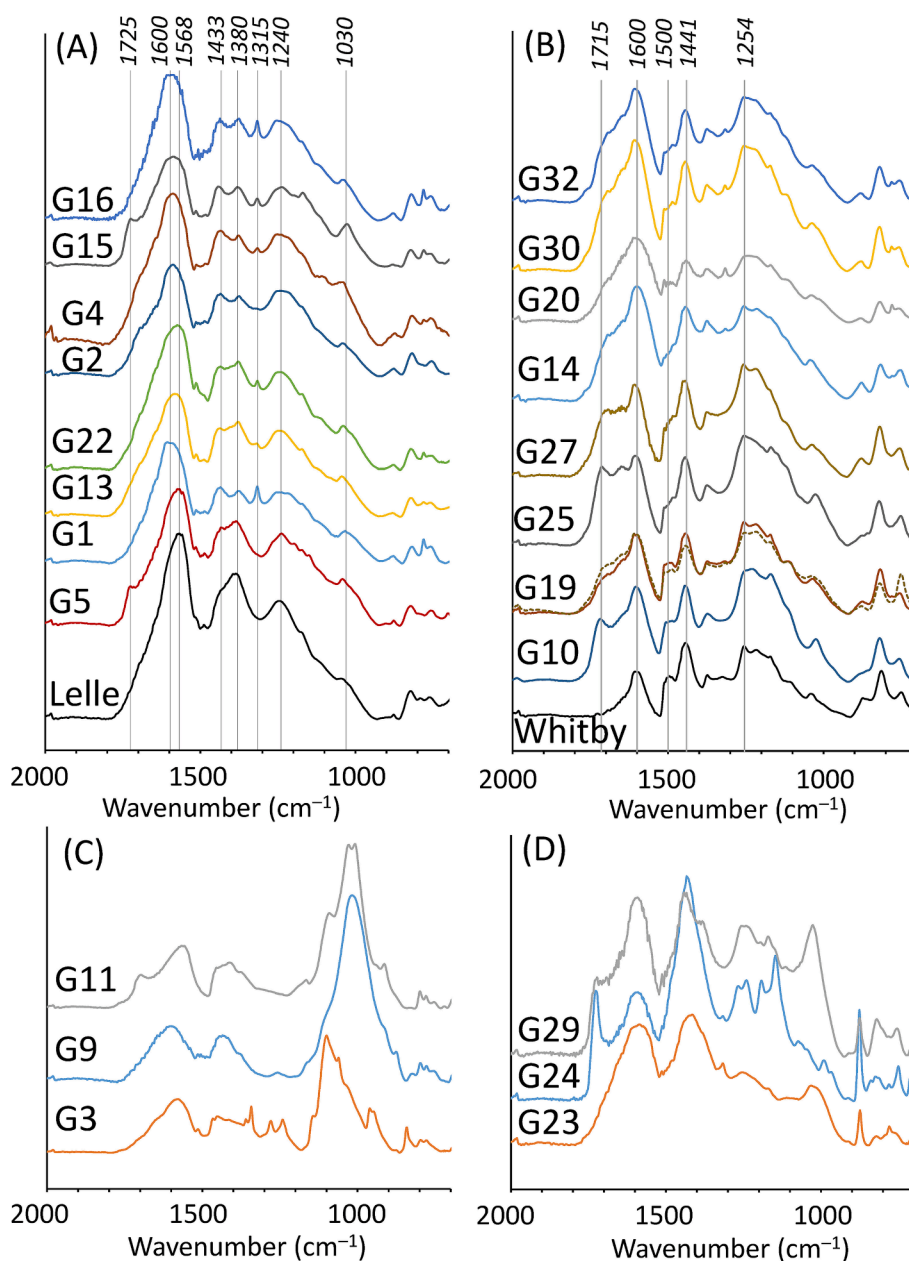 (A)
1725
1600
1568
1433
1380
1315
1240
1030
G16
G15
G4
G2
G22
G13
G1
G5
Lelle
2000
1500
1000
Wavenumber (cm⁻¹)
(B)
1715
1600
1500
1441
1254
G32
G30
G20
G14
G27
G25
G19
G10
Whitby
2000
1500
1000
Wavenumber (cm⁻¹)
(C)
G11
G9
G3
2000
1500
1000
Wavenumber (cm⁻¹)
(D)
G29
G24
G23
2000
1500
1000
Wavenumber (cm⁻¹)